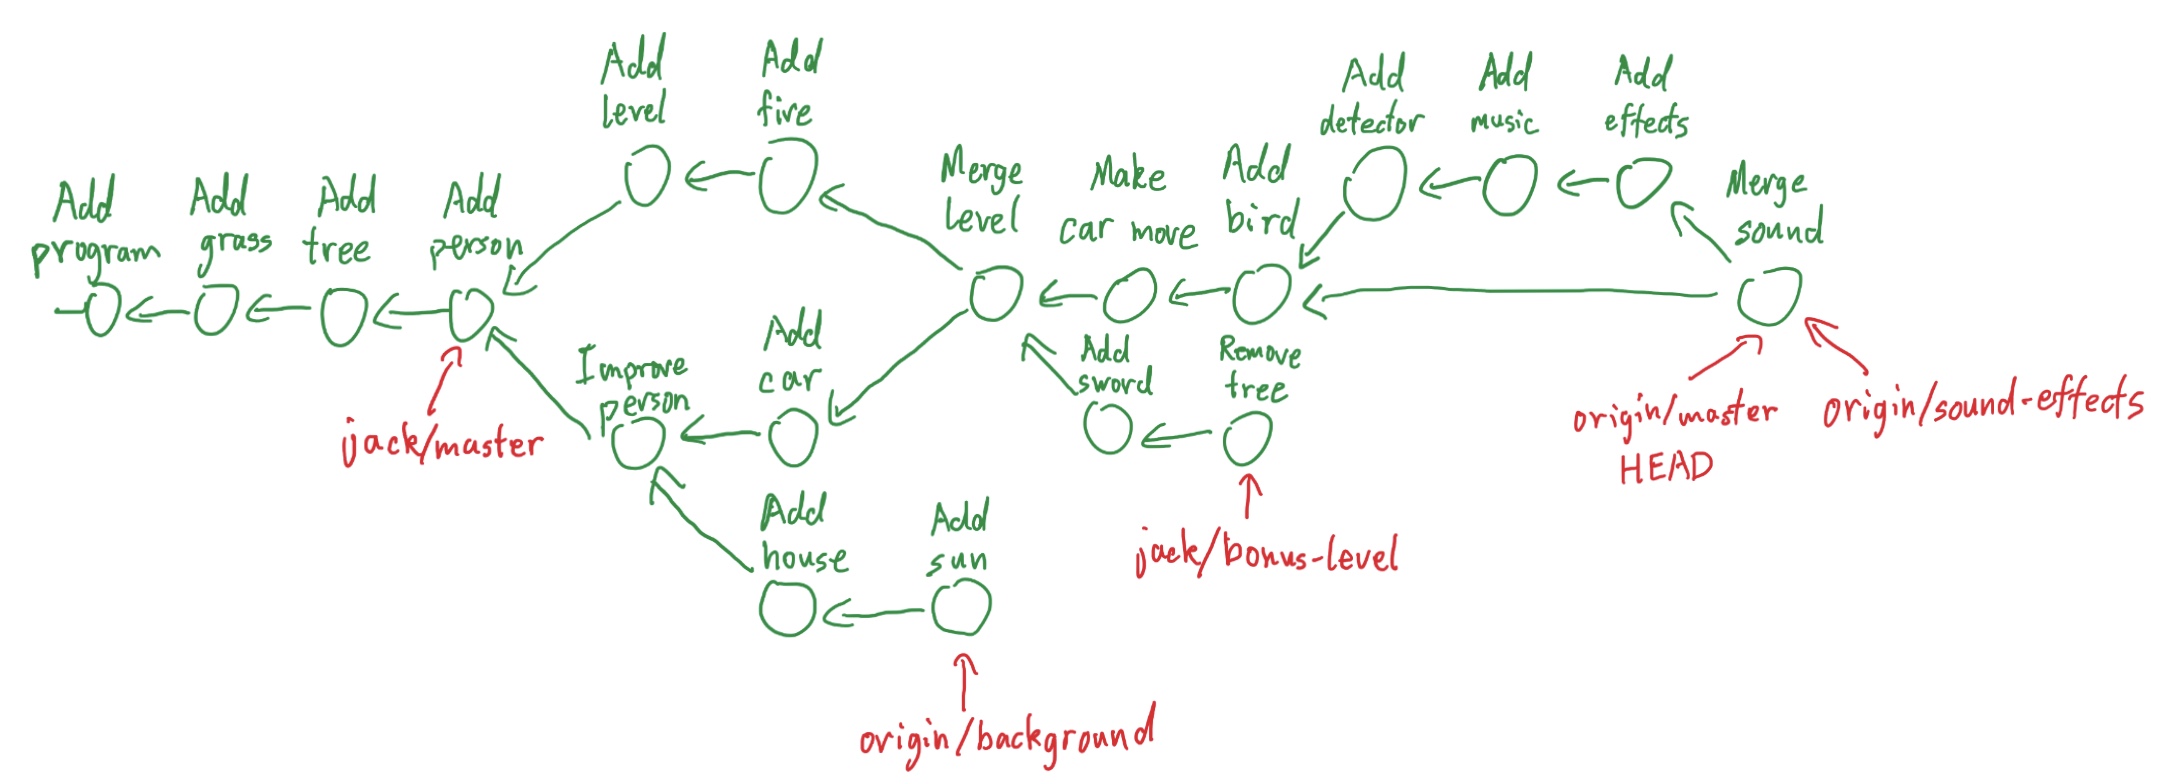 Add
program
Add
grass
Add
tree
Add
person
Add
level
Add
fire
Improve
person
Add
car
Add
house
Add
sun
Merge
level
Make
car move
Add
bird
Add
sword
Remove
tree
Add
detector
Add
music
Add
effects
Merge
sound
jack/master
origin/background
jack/bonus-level
origin/master
HEAD
origin/sound-effects